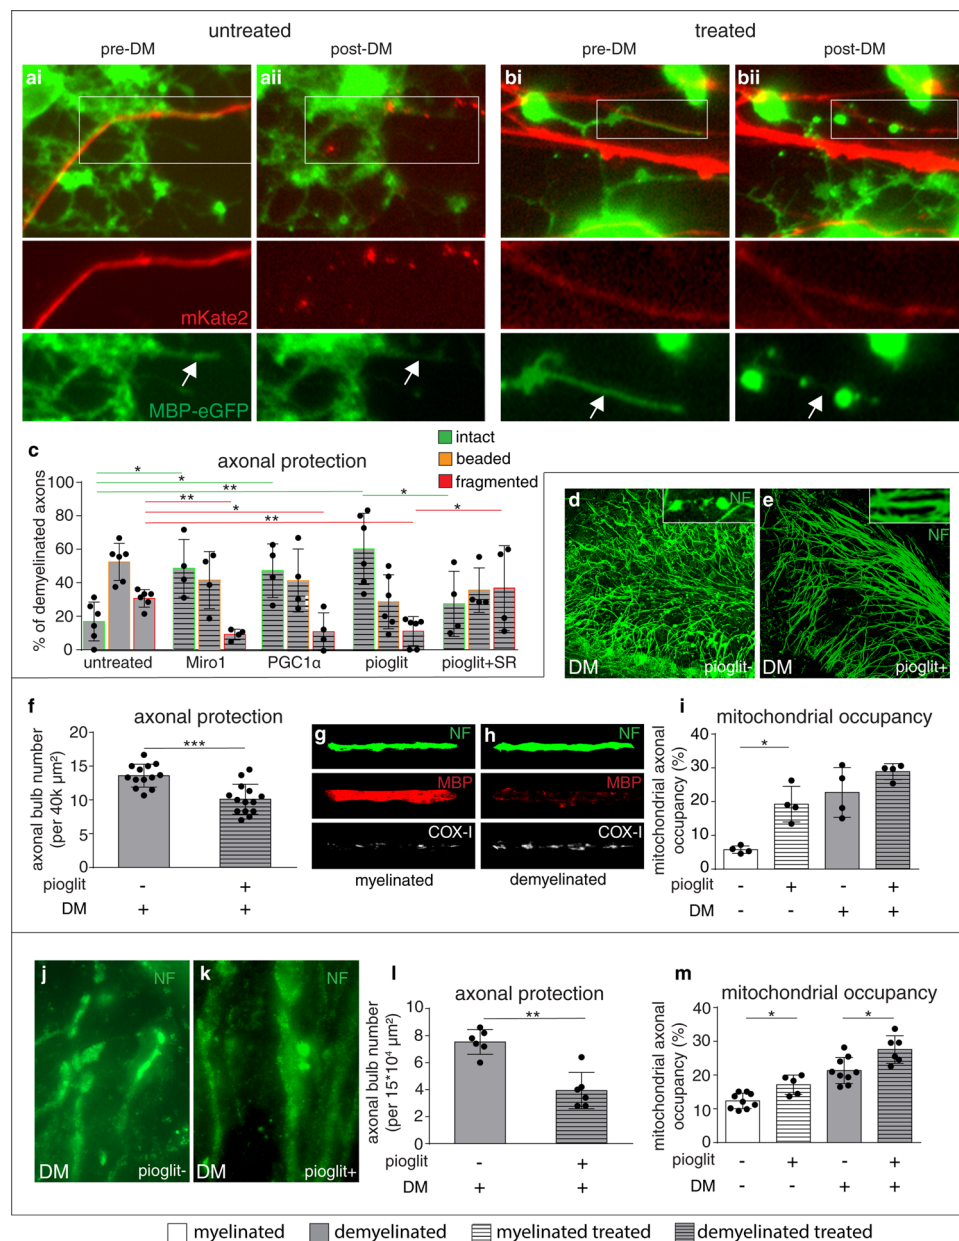 untreated
treated
pre-DM
post-DM
pre-DM
post-DM
ai
aii
bi
bii
mKate2
MBP-eGFP
c
axonal protection
intact
beaded
fragmented
% of demyelinated axons
100
80
60
40
20
0
*
*
**
*
**
*
**
*
untreated
Miro1
PGC1α
pioglit
pioglit+SR
d
NF
DM
pioglit-
e
NF
DM
pioglit+
f
axonal protection
axonal bulb number
(per 40k µm²)
20
15
10
5
0
***
pioglit - +
DM + +
g
NF
MBP
COX-I
myelinated
h
NF
MBP
COX-I
demyelinated
i
mitochondrial occupancy
mitochondrial axonal
occupancy (%)
40
30
20
10
0
*
pioglit - + - +
DM - - + +
j
NF
DM
pioglit-
k
NF
DM
pioglit+
l
axonal protection
axonal bulb number
(per 15*10⁴ µm²)
10
8
6
4
2
0
**
pioglit - +
DM + +
m
mitochondrial occupancy
mitochondrial axonal
occupancy (%)
40
30
20
10
0
*
*
pioglit - + - +
DM - - + +
myelinated
demyelinated
myelinated treated
demyelinated treated